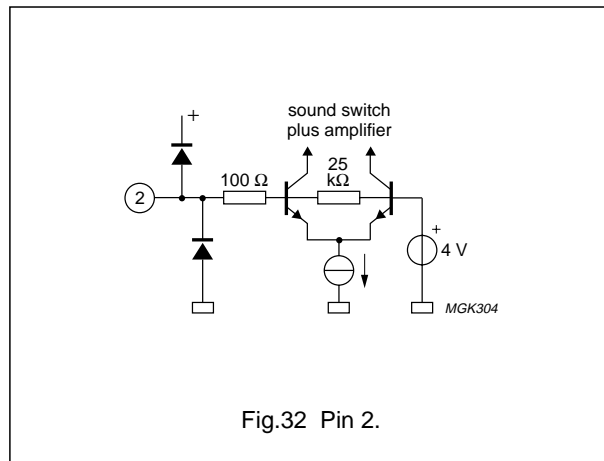 sound switch
plus amplifier
+
100 Ω
25
kΩ
2
+
4 V
MGK304
Fig.32 Pin 2.